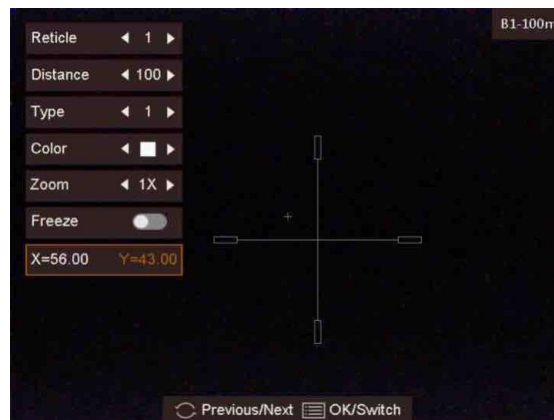 B1-100m
Reticle 1
Distance 100
Type 1
Color
Zoom 1X
Freeze
X=56.00 Y=43.00
Previous/Next OK/Switch